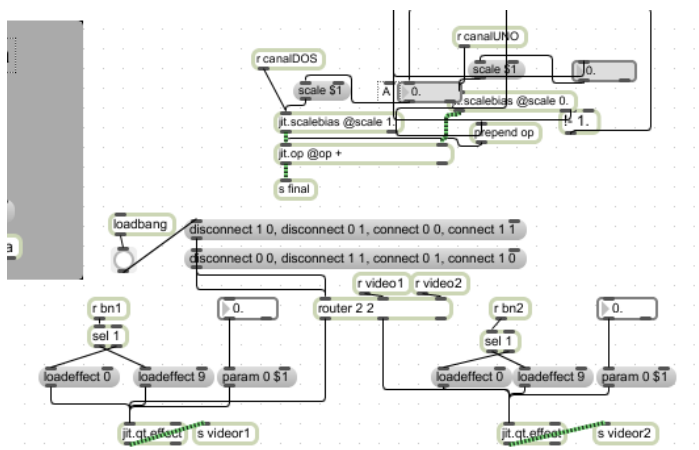 r canalUNO
r canalDOS
scale $1
0.
scale $1
A
0.
jit.scalebias @scale 1.
.scalebias @scale 0.
!- 1.
prepend op
jit.op @op +
s final
loadbang
disconnect 1 0, disconnect 0 1, connect 0 0, connect 1 1
disconnect 0 0, disconnect 1 1, connect 0 1, connect 1 0
a
r video1
r video2
r bn1
0.
router 2 2
r bn2
0.
sel 1
sel 1
loadeffect 0
loadeffect 9
param 0 $1
loadeffect 0
loadeffect 9
param 0 $1
jit.qt.effect
s videor1
jit.qt.effect
s videor2